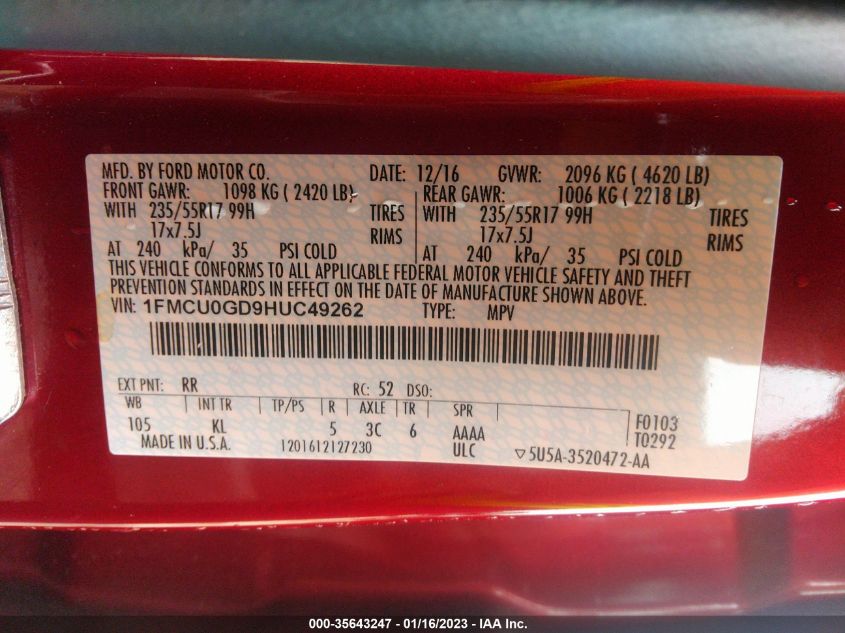 MFD. BY FORD MOTOR CO. DATE: 12/16 GVWR: 2096 KG ( 4620 LB)
FRONT GAWR: 1098 KG ( 2420 LB) REAR GAWR: 1006 KG ( 2218 LB)
WITH 235/55R17 99H TIRES WITH 235/55R17 99H TIRES
17x7.5J RIMS 17x7.5J RIMS
AT 240 kPa/ 35 PSI COLD AT 240 kPa/ 35 PSI COLD
THIS VEHICLE CONFORMS TO ALL APPLICABLE FEDERAL MOTOR VEHICLE SAFETY AND THEFT
PREVENTION STANDARDS IN EFFECT ON THE DATE OF MANUFACTURE SHOWN ABOVE.
VIN: 1FMCU0GD9HUC49262 TYPE: MPV
EXT PNT: RR RC: 52 DSO:
WB INT TR TP/PS R AXLE TR SPR
105 KL 5 3C 6 AAAA F0103
MADE IN U.S.A. 1201612127230 ULC T0292
▽5U5A-3520472-AA
000-35643247 - 01/16/2023 - IAA Inc.